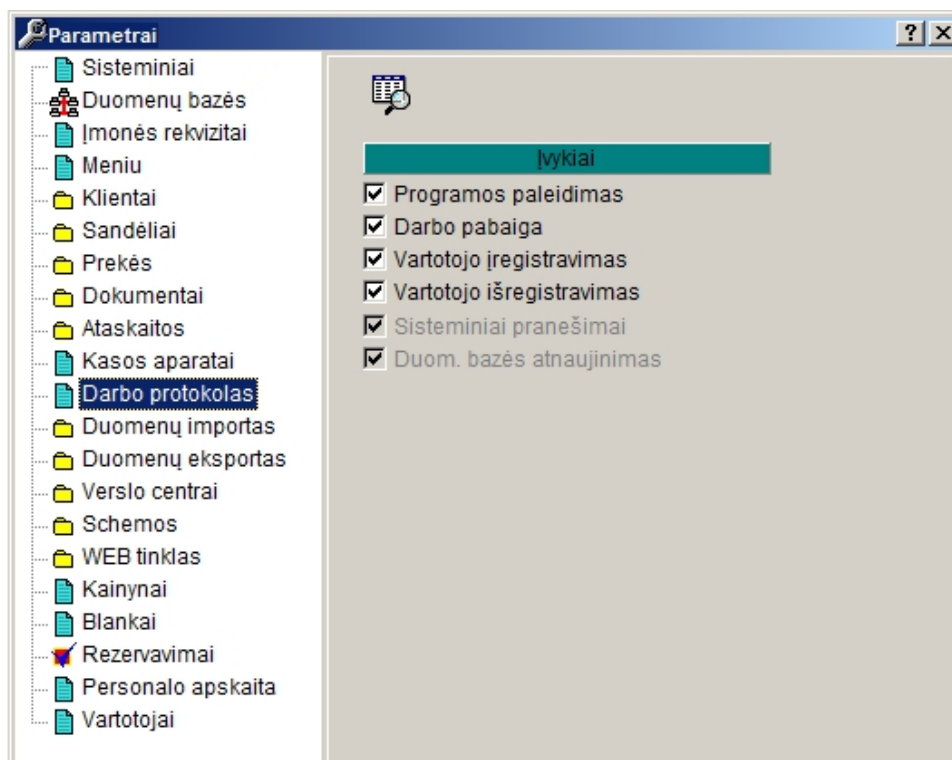 Parametrai
Sisteminiai
Duomenų bazės
Įmonės rekvizitai
Meniu
Klientai
Sandėliai
Prekės
Dokumentai
Ataskaitos
Kasos aparatai
Darbo protokolas
Duomenų importas
Duomenų eksportas
Verslo centrai
Schemos
WEB tinklas
Kainynai
Blankai
Rezervavimai
Personalo apskaita
Vartotojai
Įvykiai
Programos paleidimas
Darbo pabaiga
Vartotojo įregistravimas
Vartotojo išregistravimas
Sisteminiai pranešimai
Duom. bazės atnaujinimas